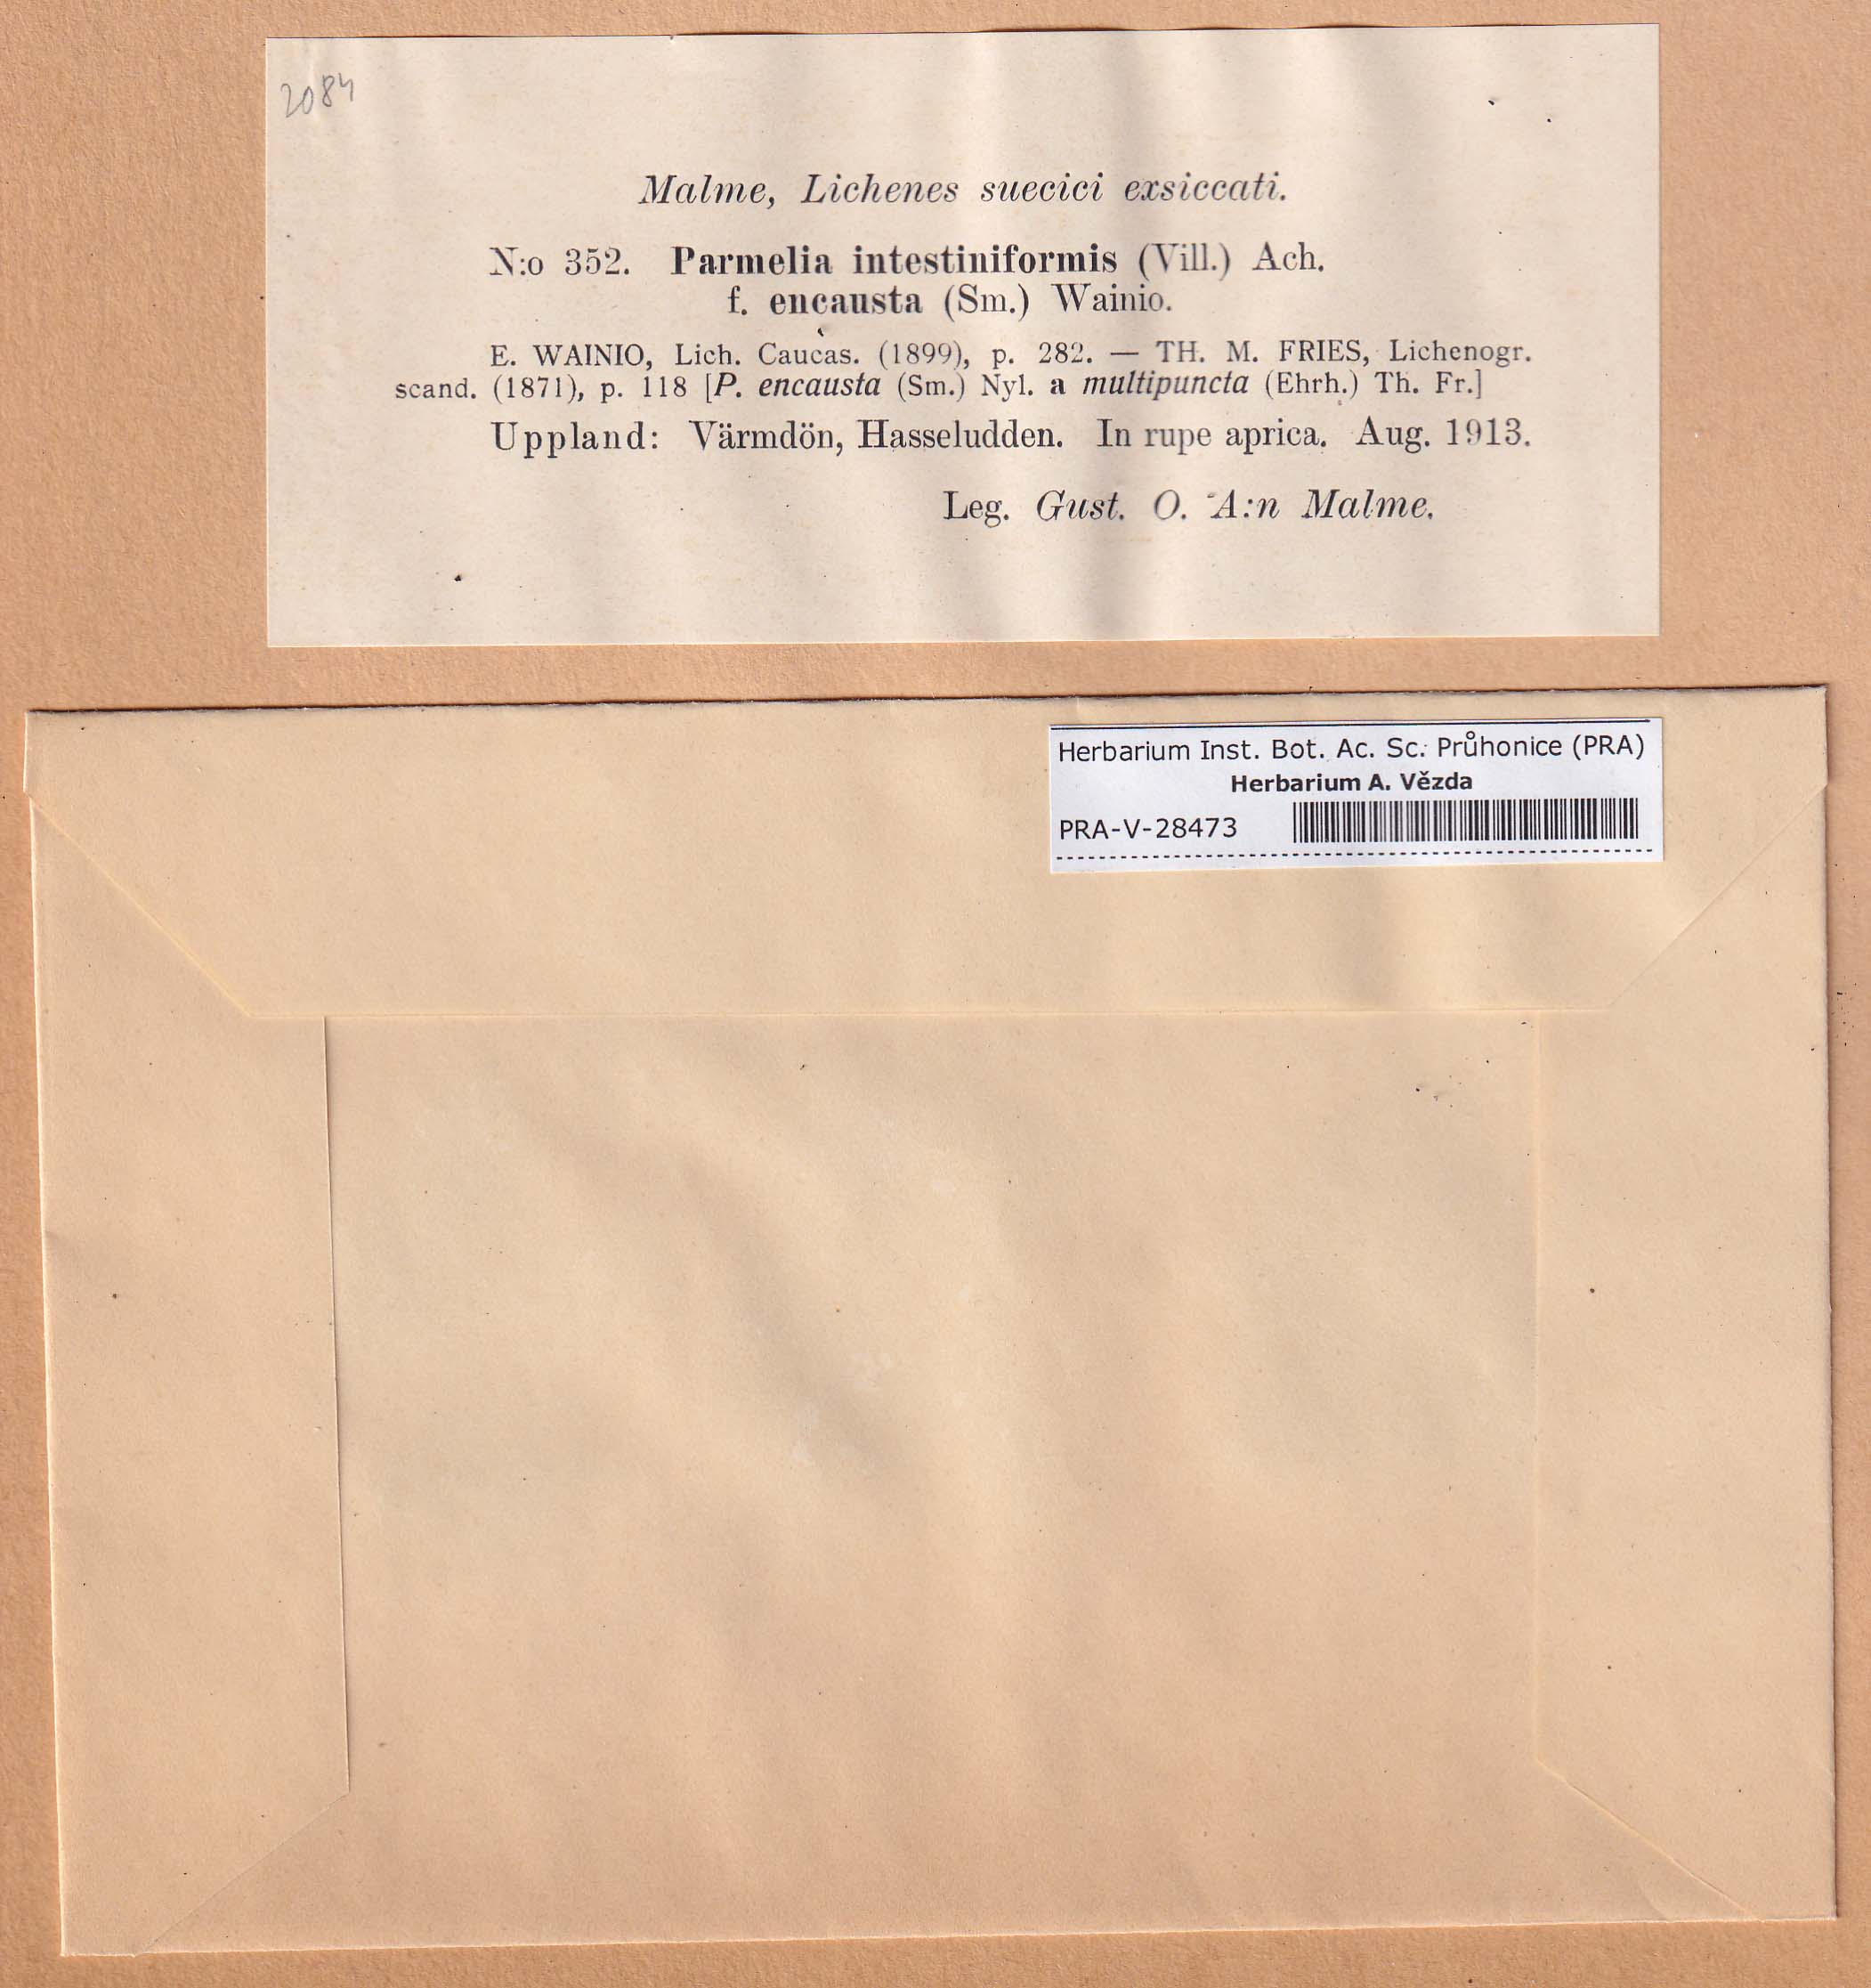 2084
Malme, Lichenes suecici exsiccati.
N:o 352. Parmelia intestiniformis (Vill.) Ach.
f. encausta (Sm.) Wainio.
E. WAINIO, Lich. Caucas. (1899), p. 282. — TH. M. FRIES, Lichenogr.
scand. (1871), p. 118 [P. encausta (Sm.) Nyl. a multipuncta (Ehrh.) Th. Fr.]
Uppland: Värmdön, Hasseludden. In rupe aprica. Aug. 1913.
Leg. Gust. O. A:n Malme.
Herbarium Inst. Bot. Ac. Sc. Průhonice (PRA)
Herbarium A. Vězda
PRA-V-28473